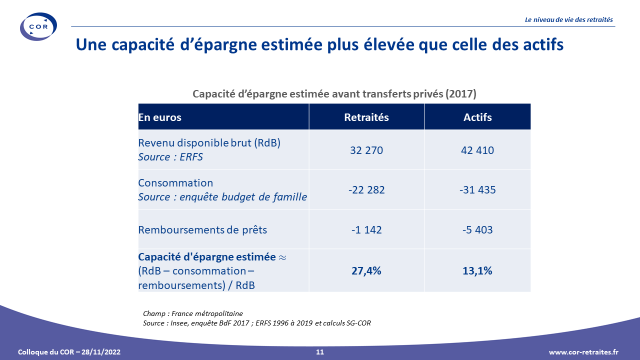 COR
Le niveau de vie des retraités
Une capacité d'épargne estimée plus élevée que celle des actifs
Capacité d'épargne estimée avant transferts privés (2017)
En euros Retraités Actifs
Revenu disponible brut (RdB)
Source : ERFS
32 270 42 410
Consommation
Source : enquête budget de famille
-22 282 -31 435
Remboursements de prêts -1 142 -5 403
Capacité d'épargne estimée ≈
(RdB – consommation –
remboursements) / RdB
27,4% 13,1%
Champ : France métropolitaine
Source : Insee, enquête BdF 2017 ; ERFS 1996 à 2019 et calculs SG-COR
Colloque du COR – 28/11/2022 11 www.cor-retraites.fr